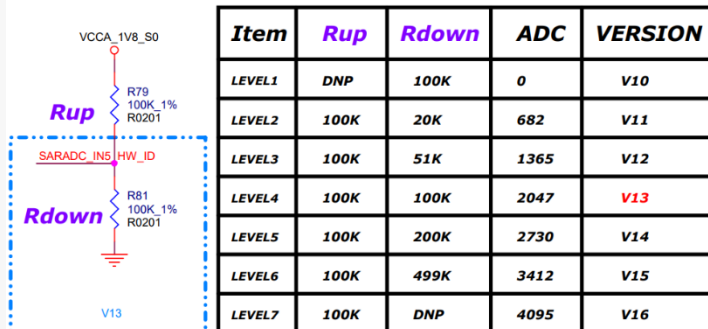 VCCA_1V8_S0
R79
100K_1%
R0201
Rup
SARADC_IN5 HW_ID
R81
100K_1%
R0201
Rdown
V13
Item Rup Rdown ADC VERSION
LEVEL1 DNP 100K 0 V10
LEVEL2 100K 20K 682 V11
LEVEL3 100K 51K 1365 V12
LEVEL4 100K 100K 2047 V13
LEVEL5 100K 200K 2730 V14
LEVEL6 100K 499K 3412 V15
LEVEL7 100K DNP 4095 V16